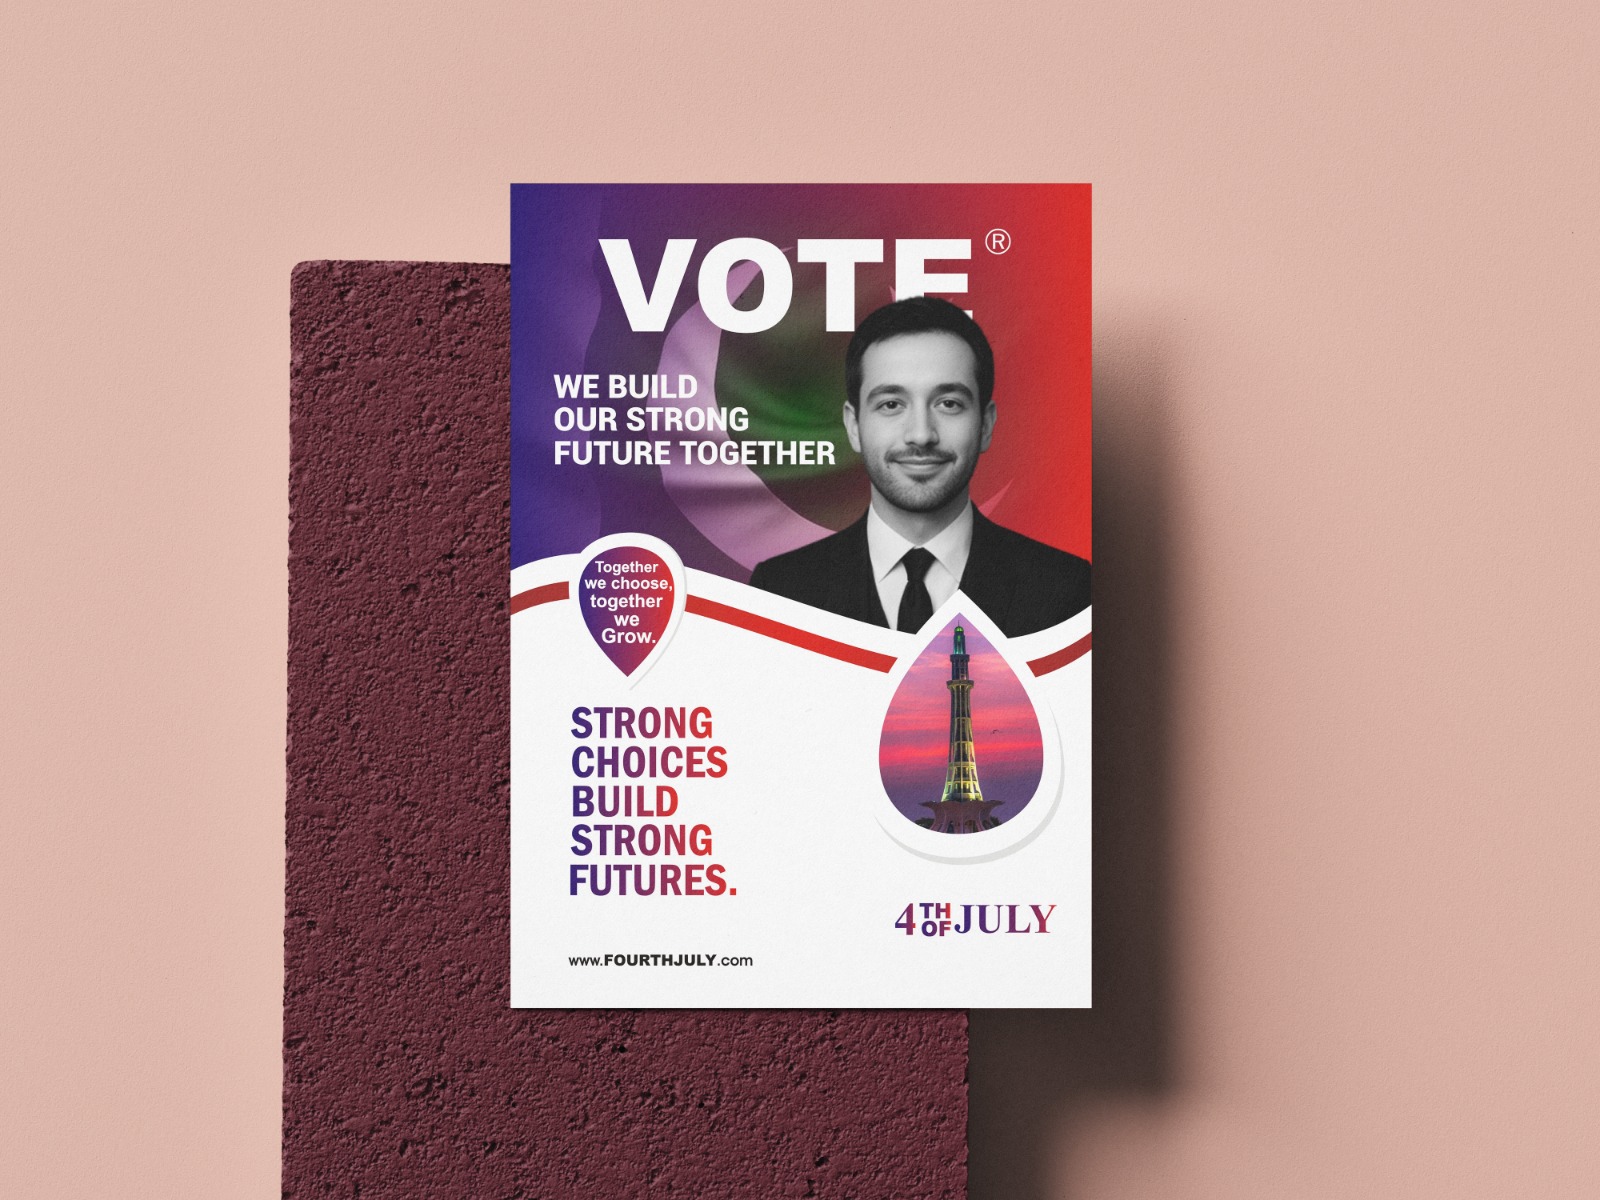 VOTE®
WE BUILD
OUR STRONG
FUTURE TOGETHER
Together
we choose,
together
we
Grow.
STRONG
CHOICES
BUILD
STRONG
FUTURES.
4TH OF JULY
www.FOURTHJULY.com